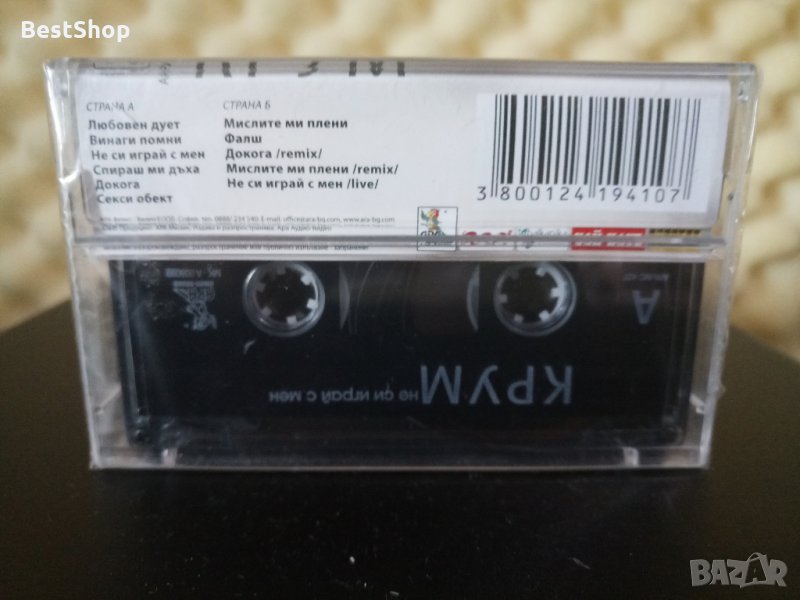 BestShop
СТРАНА А
Любовен дует
Винаги помни
Не си играй с мен
Спираш ми дъха
Докога
Секси обект
СТРАНА Б
Мислите ми плени
Фалш
Докога /remix/
Мислите ми плени /remix/
Не си играй с мен /live/
3 800124 194107
A
КРУМ
не си играй с мен
BAZAR